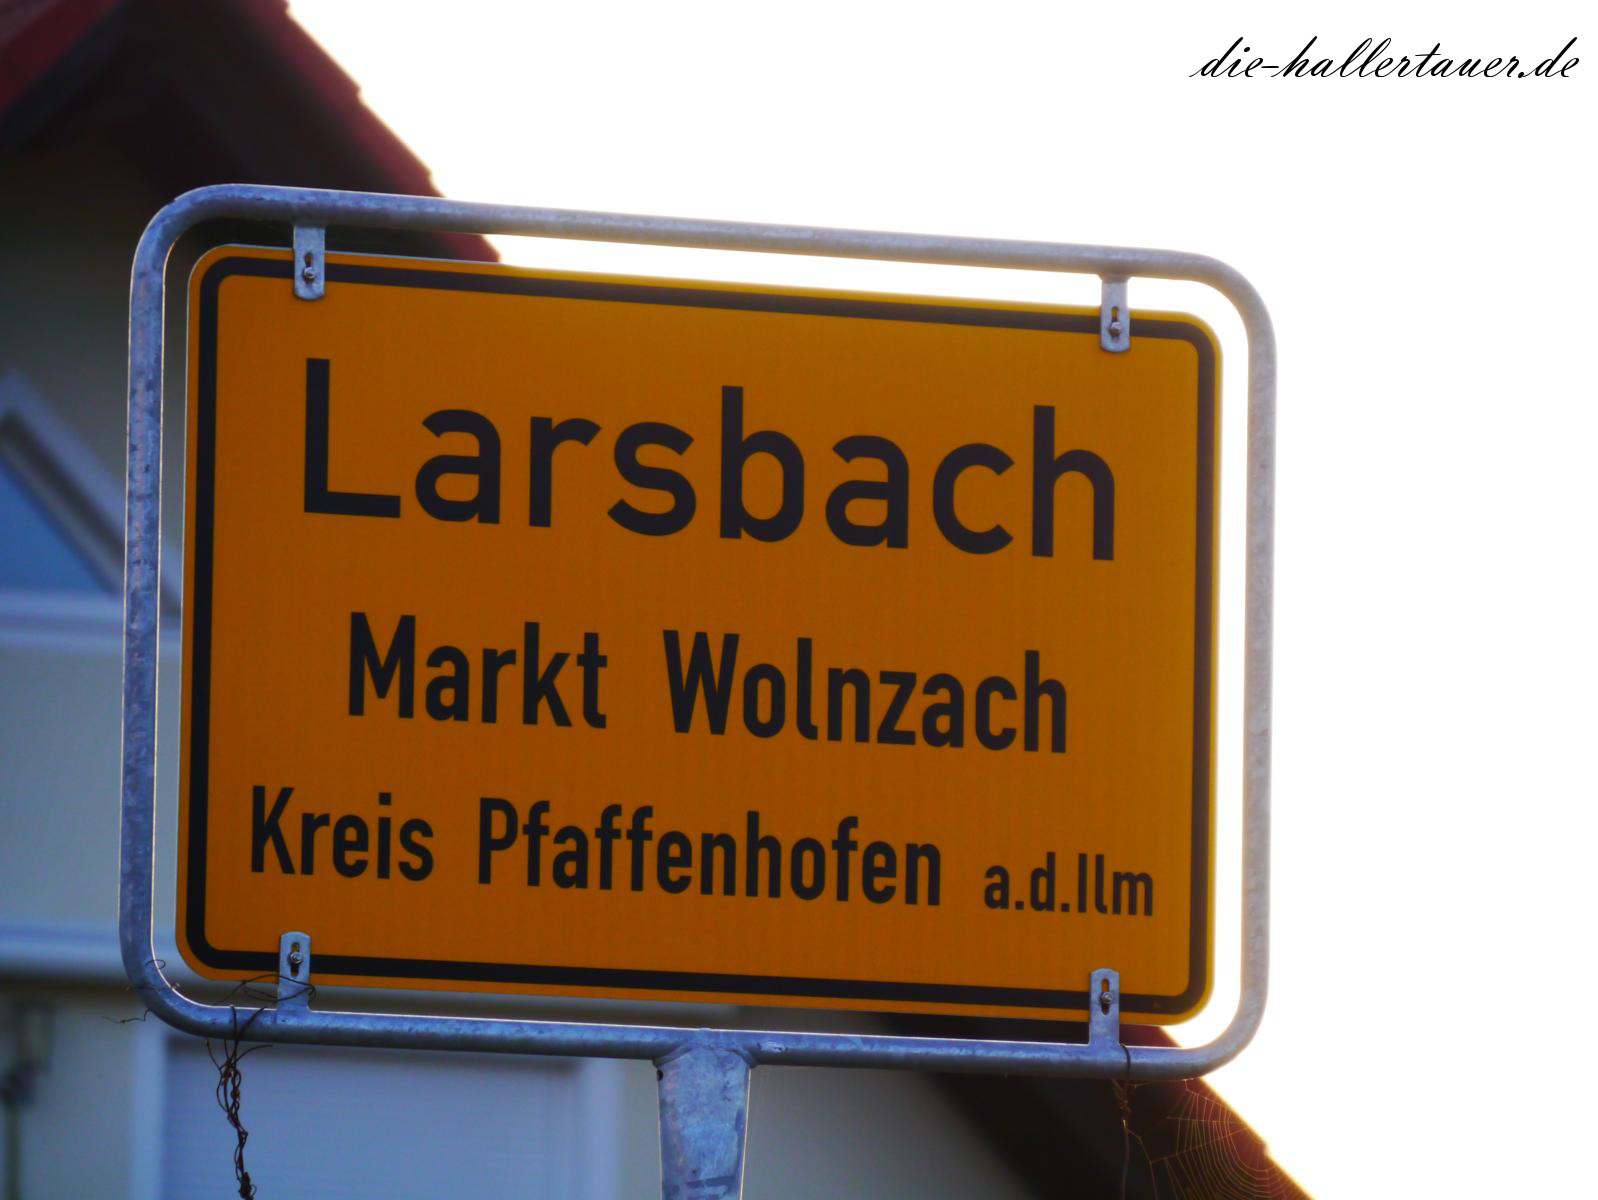 die-hallertauer.de
Larsbach
Markt Wolnzach
Kreis Pfaffenhofen a.d.Ilm